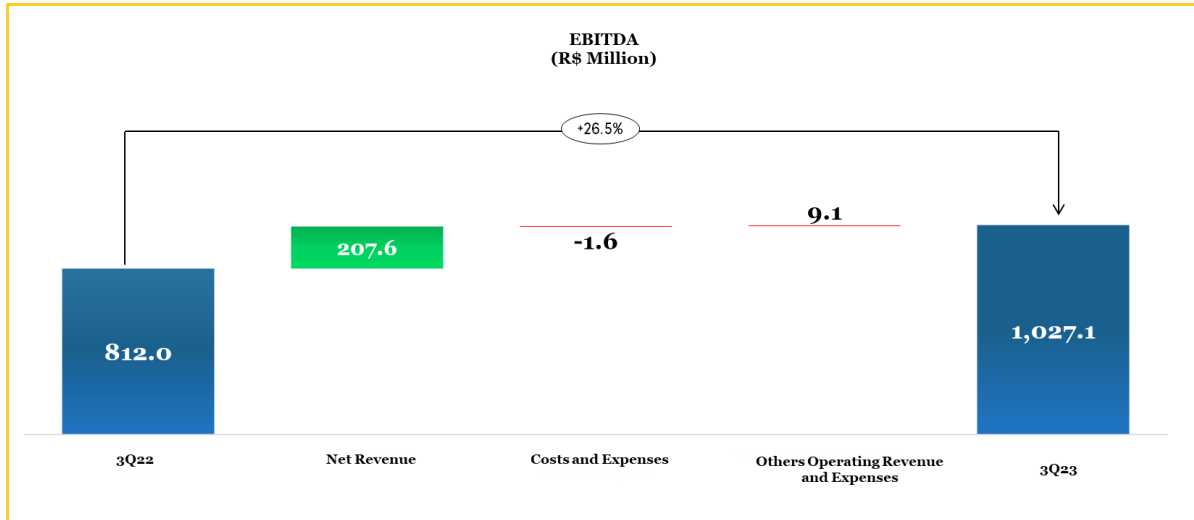 EBITDA
(R$ Million)
+26.5%
812.0
207.6
-1.6
9.1
1,027.1
3Q22
Net Revenue
Costs and Expenses
Others Operating Revenue
and Expenses
3Q23